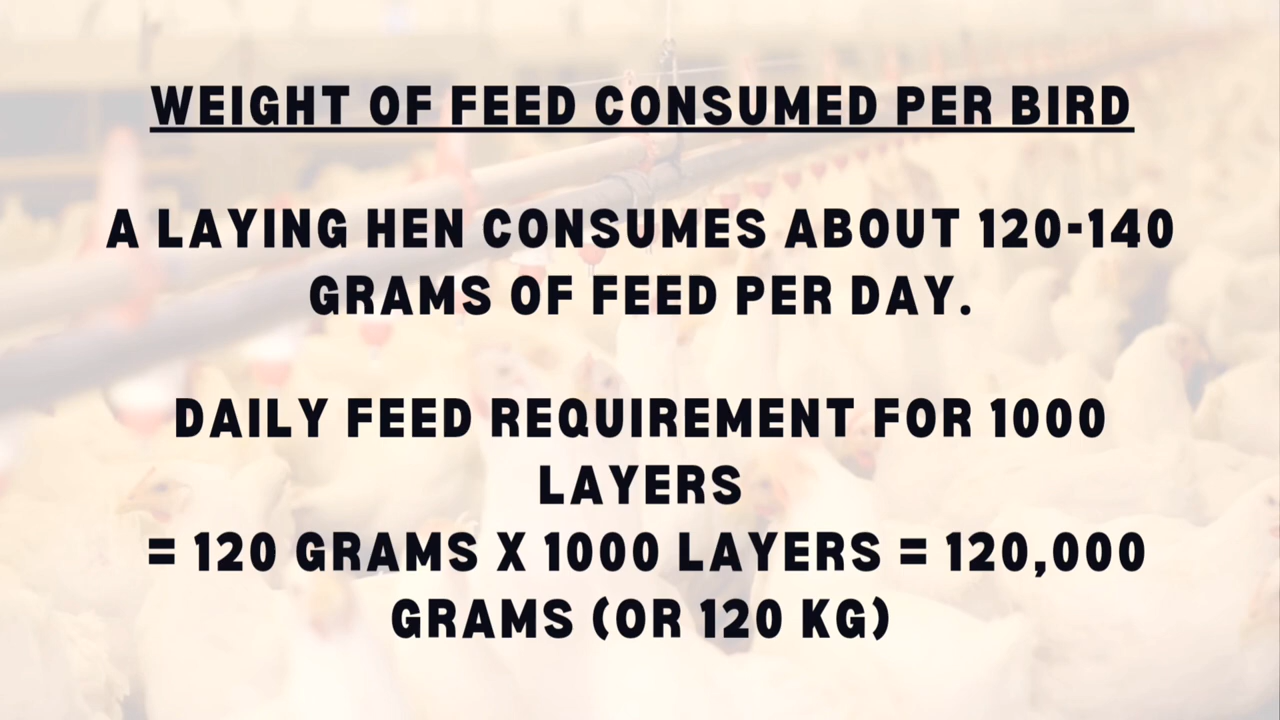 WEIGHT OF FEED CONSUMED PER BIRD
A LAYING HEN CONSUMES ABOUT 120-140
GRAMS OF FEED PER DAY.
DAILY FEED REQUIREMENT FOR 1000
LAYERS
= 120 GRAMS X 1000 LAYERS = 120,000
GRAMS (OR 120 KG)